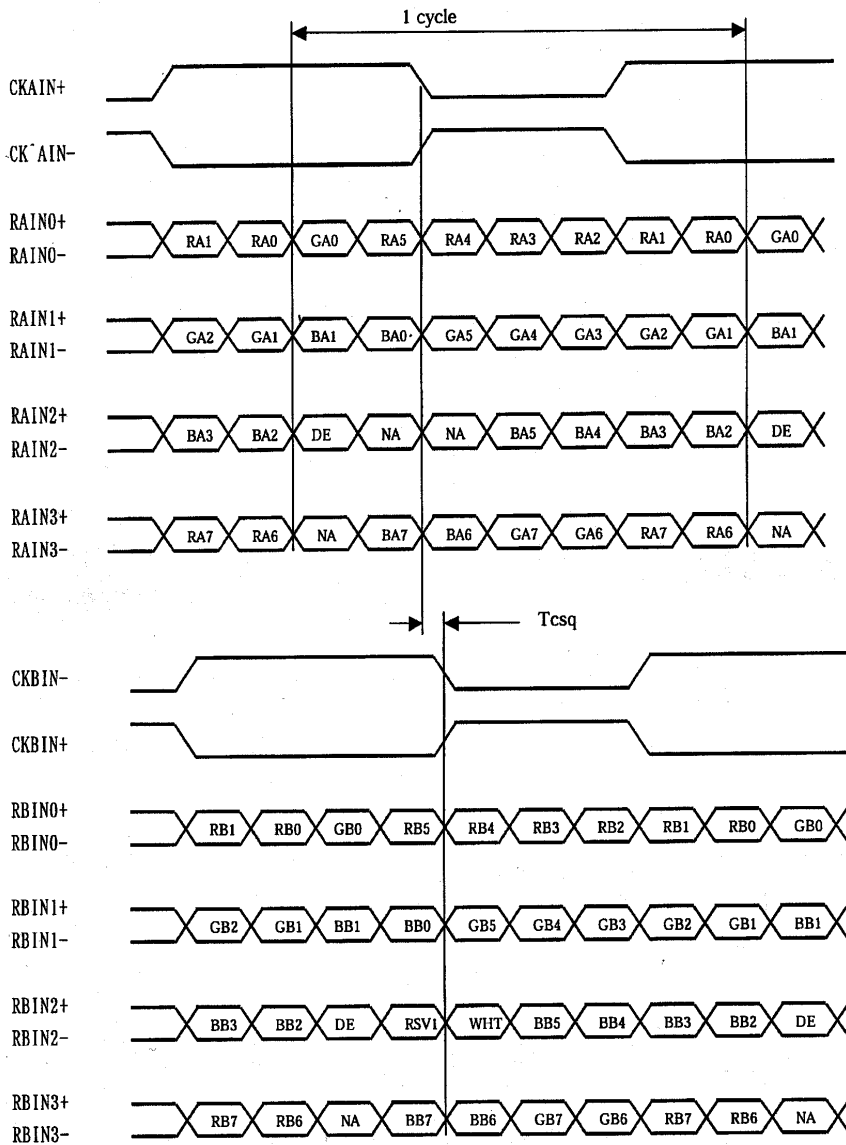 1 cycle
CKAIN+
CK^AIN-
RAIN0+
RA1 RA0 GA0 RA5 RA4 RA3 RA2 RA1 RA0 GA0
RAIN0-
RAIN1+
GA2 GA1 BA1 BA0 GA5 GA4 GA3 GA2 GA1 BA1
RAIN1-
RAIN2+
BA3 BA2 DE NA NA BA5 BA4 BA3 BA2 DE
RAIN2-
RAIN3+
RA7 RA6 NA BA7 BA6 GA7 GA6 RA7 RA6 NA
RAIN3-
Tcsq
CKBIN-
CKBIN+
RBIN0+
RB1 RB0 GB0 RB5 RB4 RB3 RB2 RB1 RB0 GB0
RBIN0-
RBIN1+
GB2 GB1 BB1 BB0 GB5 GB4 GB3 GB2 GB1 BB1
RBIN1-
RBIN2+
BB3 BB2 DE RSV1 WHT BB5 BB4 BB3 BB2 DE
RBIN2-
RBIN3+
RB7 RB6 NA BB7 BB6 GB7 GB6 RB7 RB6 NA
RBIN3-